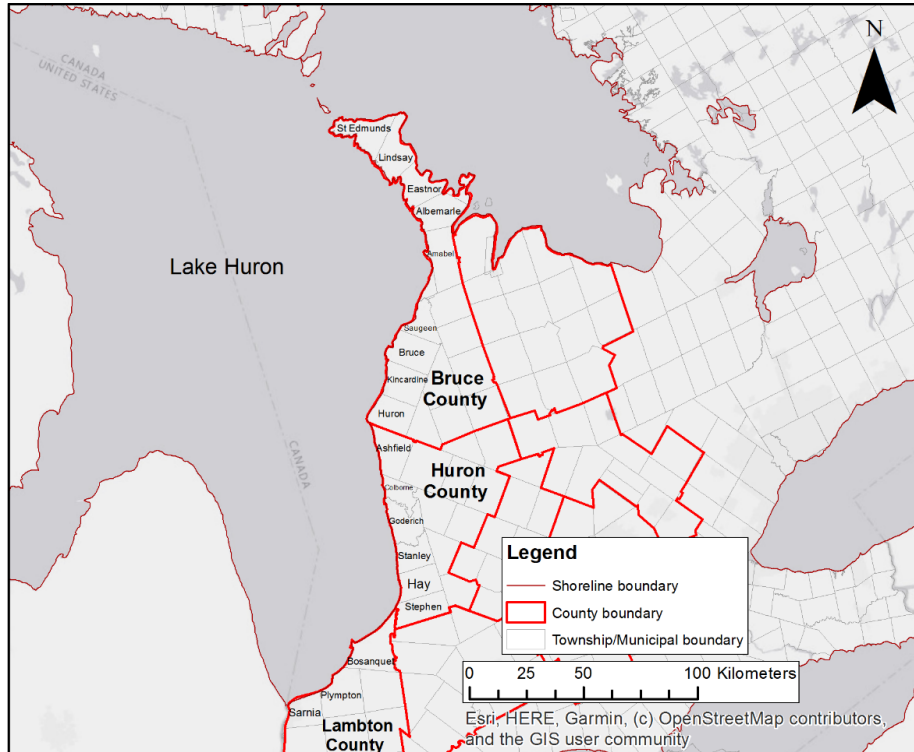 N
CANADA
UNITED STATES
St Edmunds
Lindsay
Eastnor
Albemarle
Amabel
Lake Huron
Saugeen
Bruce
Kincardine
Bruce
County
Huron
Ashfield
Huron
County
Colborne
Goderich
CANADA
Stanley
Hay
Stephen
Bosanquet
Plympton
Sarnia
Lambton
County
Legend
Shoreline boundary
County boundary
Township/Municipal boundary
0 25 50 100 Kilometers
Esri, HERE, Garmin, (c) OpenStreetMap contributors,
and the GIS user community